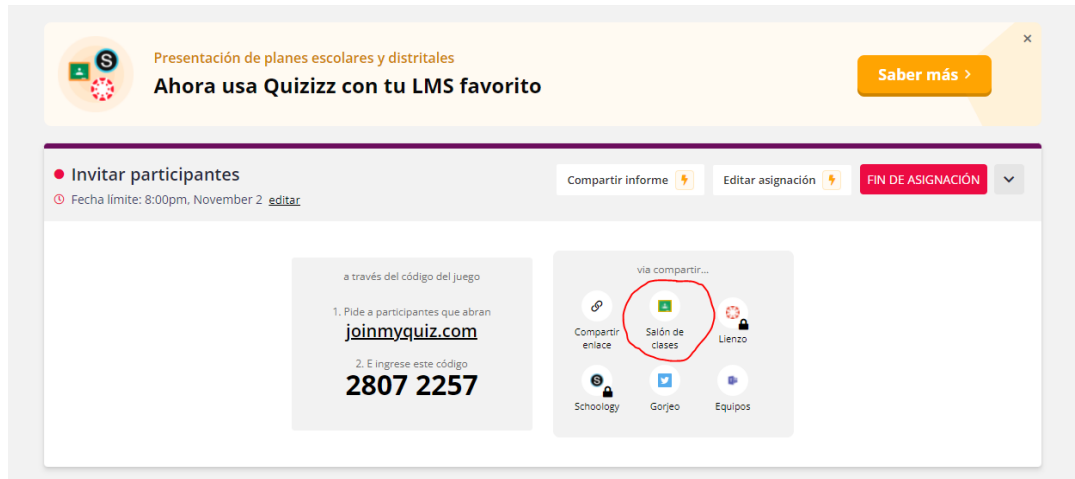 Presentación de planes escolares y distritales
Ahora usa Quizizz con tu LMS favorito
Saber más >
×
Invitar participantes
Fecha límite: 8:00pm, November 2 editar
Compartir informe
Editar asignación
FIN DE ASIGNACIÓN
a través del código del juego
1. Pide a participantes que abran
joinmyquiz.com
2. E ingrese este código
2807 2257
via compartir...
Compartir
enlace
Salón de
clases
Lienzo
S
Schoology
Gorjeo
Equipos